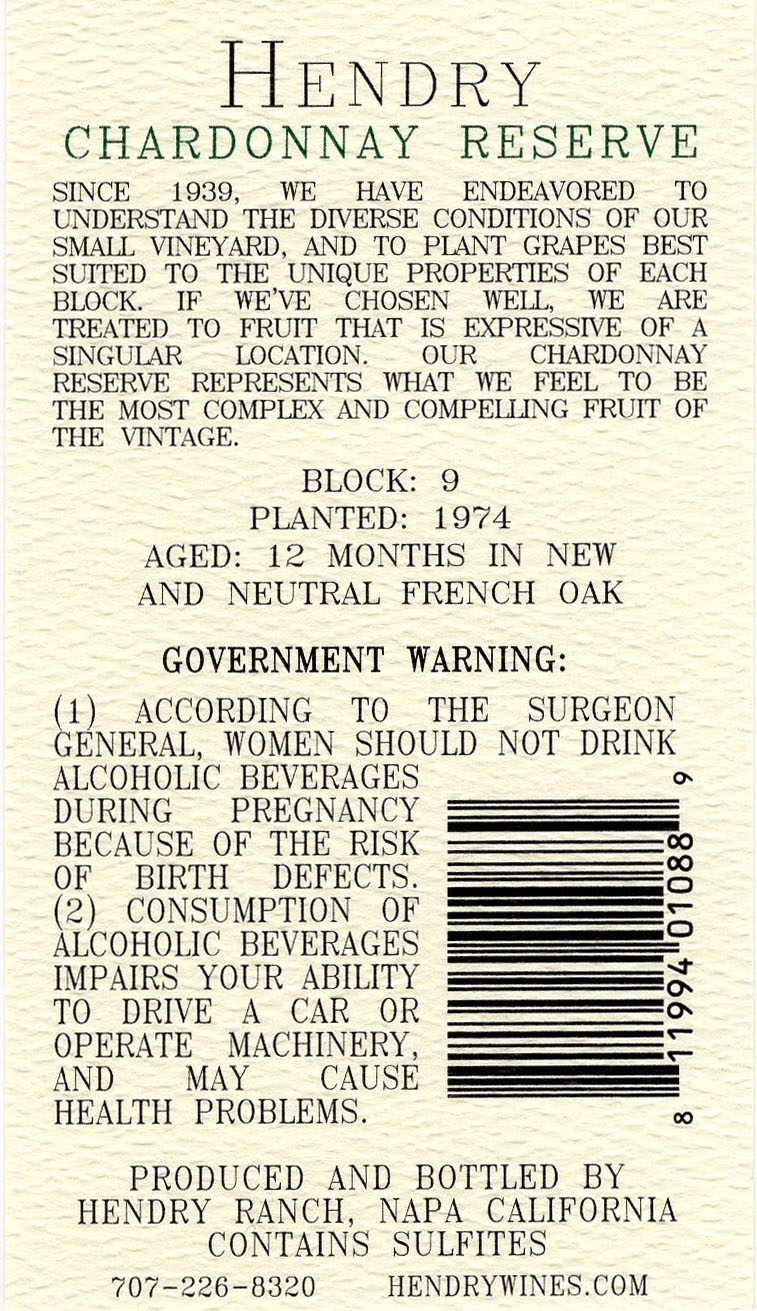 HENDRY
CHARDONNAY RESERVE
SINCE 1939, WE HAVE ENDEAVORED TO
UNDERSTAND THE DIVERSE CONDITIONS OF OUR
SMALL VINEYARD, AND TO PLANT GRAPES BEST
SUITED TO THE UNIQUE PROPERTIES OF EACH
BLOCK. IF WE'VE CHOSEN WELL, WE ARE
TREATED TO FRUIT THAT IS EXPRESSIVE OF A
SINGULAR LOCATION. OUR CHARDONNAY
RESERVE REPRESENTS WHAT WE FEEL TO BE
THE MOST COMPLEX AND COMPELLING FRUIT OF
THE VINTAGE.
BLOCK: 9
PLANTED: 1974
AGED: 12 MONTHS IN NEW
AND NEUTRAL FRENCH OAK
GOVERNMENT WARNING:
(1) ACCORDING TO THE SURGEON
GENERAL, WOMEN SHOULD NOT DRINK
ALCOHOLIC BEVERAGES
DURING PREGNANCY
BECAUSE OF THE RISK
OF BIRTH DEFECTS.
(2) CONSUMPTION OF
ALCOHOLIC BEVERAGES
IMPAIRS YOUR ABILITY
TO DRIVE A CAR OR
OPERATE MACHINERY,
AND MAY CAUSE
HEALTH PROBLEMS.
8 11994 01088 9
PRODUCED AND BOTTLED BY
HENDRY RANCH, NAPA CALIFORNIA
CONTAINS SULFITES
707-226-8320 HENDRYWINES.COM